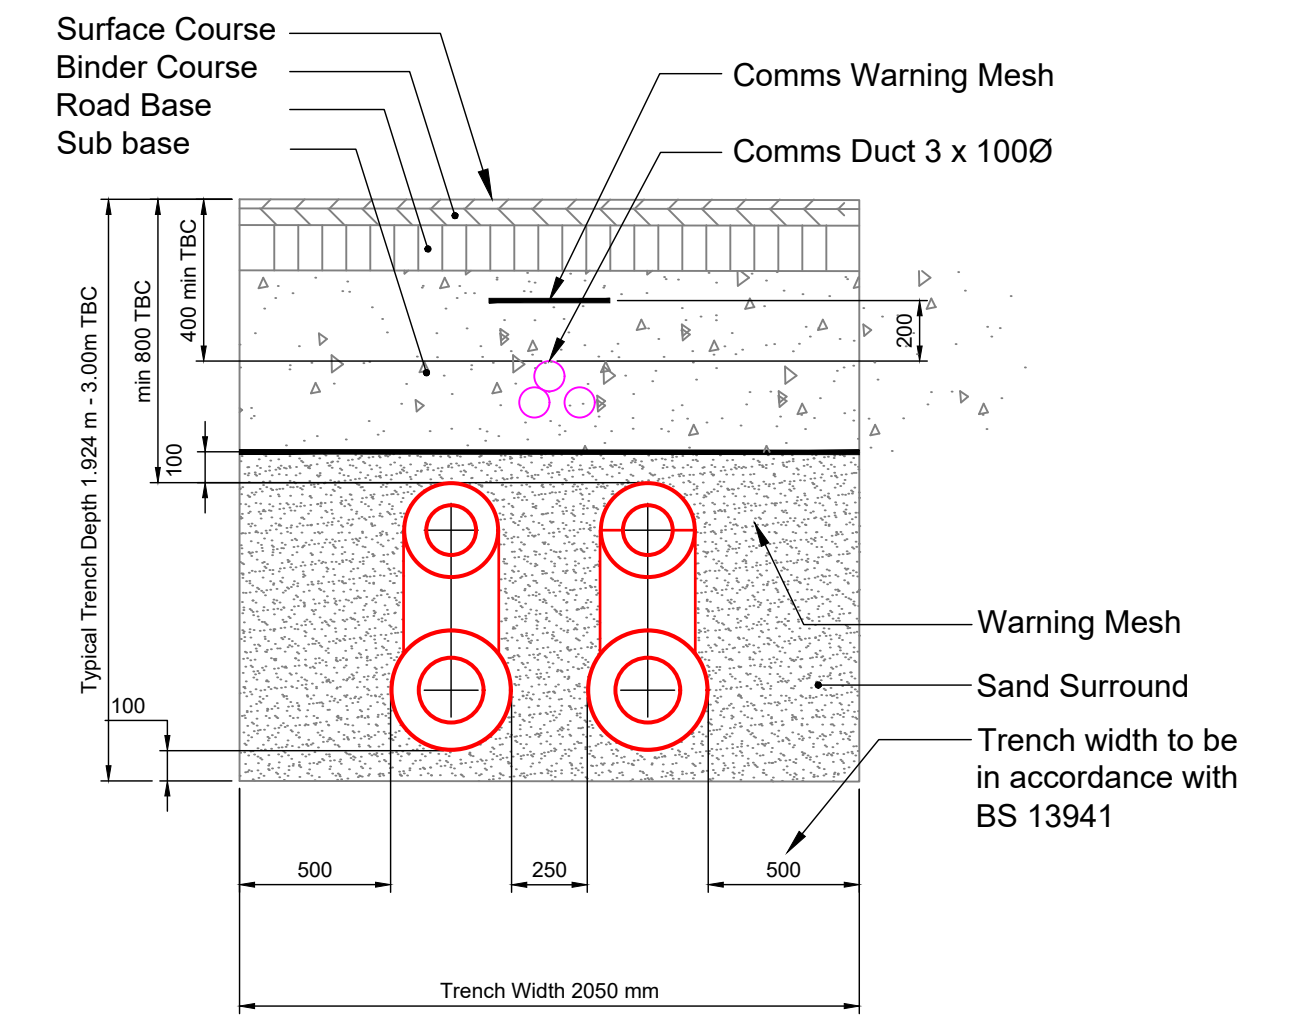 Surface Course
Binder Course
Road Base
Sub base
Comms Warning Mesh
Comms Duct 3 x 100Ø
Typical Trench Depth 1.924 m - 3.00m TBC
min 800 TBC
400 min TBC
200
100
100
Warning Mesh
Sand Surround
Trench width to be
in accordance with
BS 13941
500
250
500
Trench Width 2050 mm